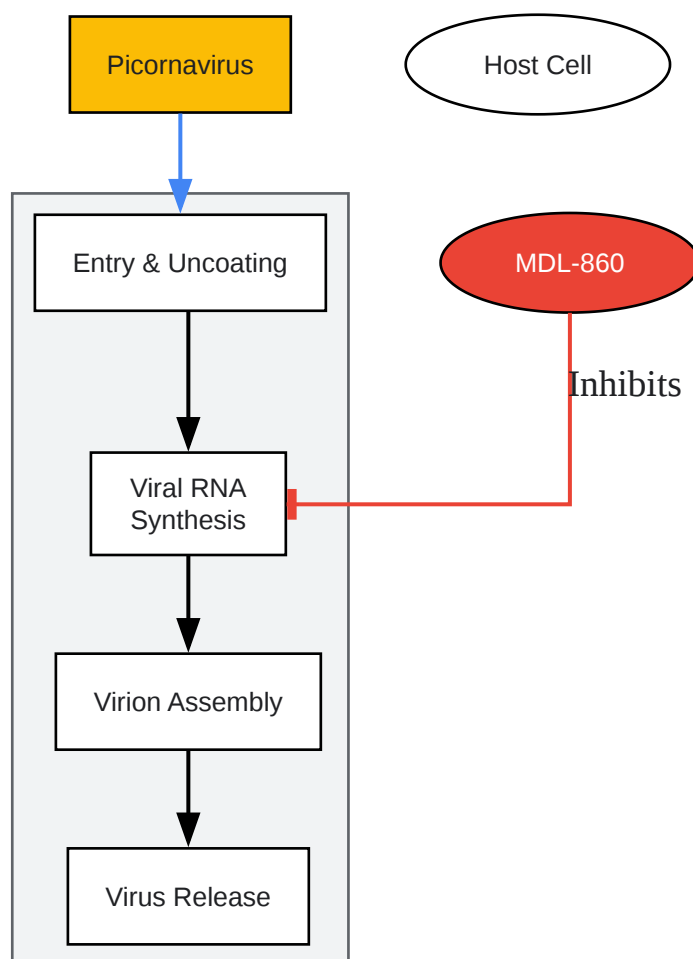 Picornavirus
Host Cell
Entry & Uncoating
MDL-860
Inhibits
Viral RNA
Synthesis
Virion Assembly
Virus Release